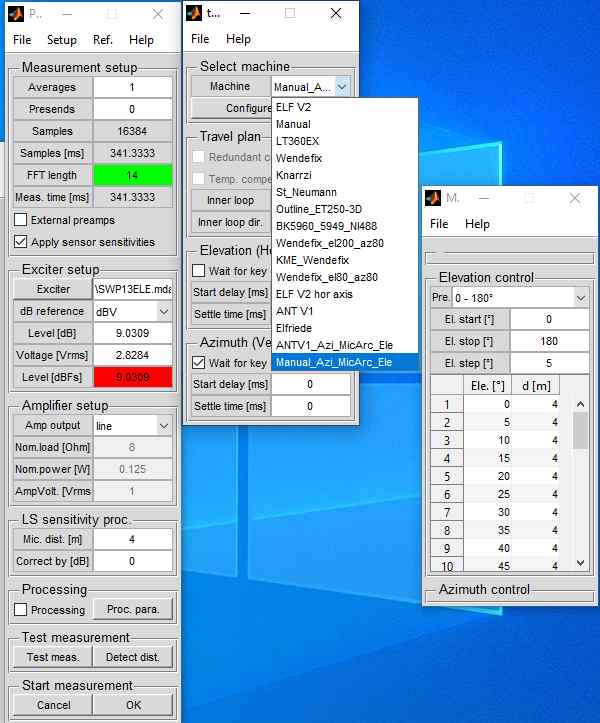 P...
File Setup Ref. Help
Measurement setup
Averages 1
Presends 0
Samples 16384
Samples [ms] 341.3333
FFT length 14
Meas. time [ms] 341.3333
External preamps
Apply sensor sensitivities
Exciter setup
Exciter \SWP13ELE.mda
dB reference dBV
Level [dB] 9.0309
Voltage [Vrms] 2.8284
Level [dBFs] 9.0309
Amplifier setup
Amp output line
Nom.load [Ohm] 8
Nom.power [W] 0.125
AmpVolt. [Vrms 1
LS sensitivity proc.
Mic. dist. [m] 4
Correct by [dB] 0
Processing
Processing Proc. para.
Test measurement
Test meas. Detect dist.
Start measurement
Cancel OK
t...
File Help
Select machine
Machine Manual_A...
Configure
Travel plan
Redundant c
Temp. compe
Inner loop
Inner loop dir.
Elevation (Ho
Wait for key
Start delay [ms]
Settle time [ms]
Azimuth (Ve
Wait for key
Start delay [ms] 0
Settle time [ms] 0
ELF V2
Manual
LT360EX
Wendefix
Knarrzi
St_Neumann
Outline_ET250-3D
BK5960_5949_NI488
Wendefix_el200_az80
KME_Wendefix
Wendefix_el80_az80
ELF V2 hor axis
ANT V1
Elfriede
ANTV1_Azi_MicArc_Ele
Manual_Azi_MicArc_Ele
M.
File Help
Elevation control
Pre. 0 - 180°
El. start [°] 0
El. stop [°] 180
El. step [°] 5
Ele. [°] d [m]
1 0 4
2 5 4
3 10 4
4 15 4
5 20 4
6 25 4
7 30 4
8 35 4
9 40 4
10 45 4
Azimuth control